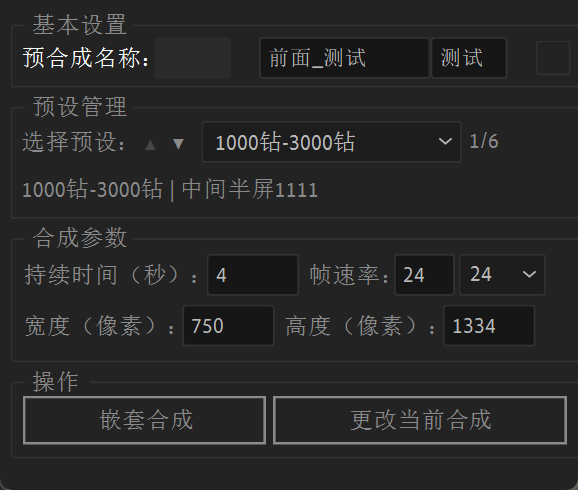 基本设置
预合成名称: 前面_测试 测试
预设管理
选择预设: ▲ ▼ 1000钻-3000钻 1/6
1000钻-3000钻 | 中间半屏1111
合成参数
持续时间（秒）: 4 帧速率: 24 24
宽度（像素）: 750 高度（像素）: 1334
操作
嵌套合成 更改当前合成